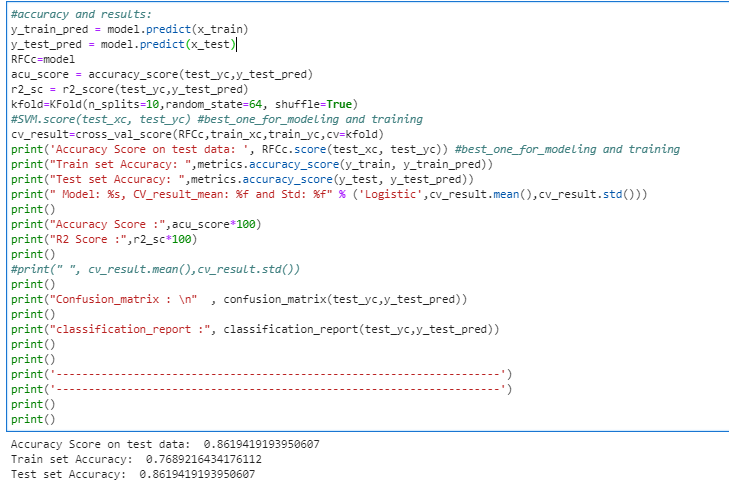 #accuracy and results:
y_train_pred = model.predict(x_train)
y_test_pred = model.predict(x_test)
RFCc=model
acu_score = accuracy_score(test_yc,y_test_pred)
r2_sc = r2_score(test_yc,y_test_pred)
kfold=KFold(n_splits=10,random_state=64, shuffle=True)
#SVM.score(test_xc, test_yc) #best_one_for_modeling and training
cv_result=cross_val_score(RFCc,train_xc,train_yc,cv=kfold)
print('Accuracy Score on test data: ', RFCc.score(test_xc, test_yc)) #best_one_for_modeling and training
print("Train set Accuracy: ",metrics.accuracy_score(y_train, y_train_pred))
print("Test set Accuracy: ",metrics.accuracy_score(y_test, y_test_pred))
print(" Model: %s, CV_result_mean: %f and Std: %f" % ('Logistic',cv_result.mean(),cv_result.std()))
print()
print("Accuracy Score :",acu_score*100)
print("R2 Score :",r2_sc*100)
print()
#print(" ", cv_result.mean(),cv_result.std())
print()
print("Confusion_matrix : \n"  , confusion_matrix(test_yc,y_test_pred))
print()
print("classification_report :", classification_report(test_yc,y_test_pred))
print()
print()
print('--------------------------------------------------------------------')
print('--------------------------------------------------------------------')
print()
print()
Accuracy Score on test data:  0.8619419193950607
Train set Accuracy:  0.7689216434176112
Test set Accuracy:  0.8619419193950607